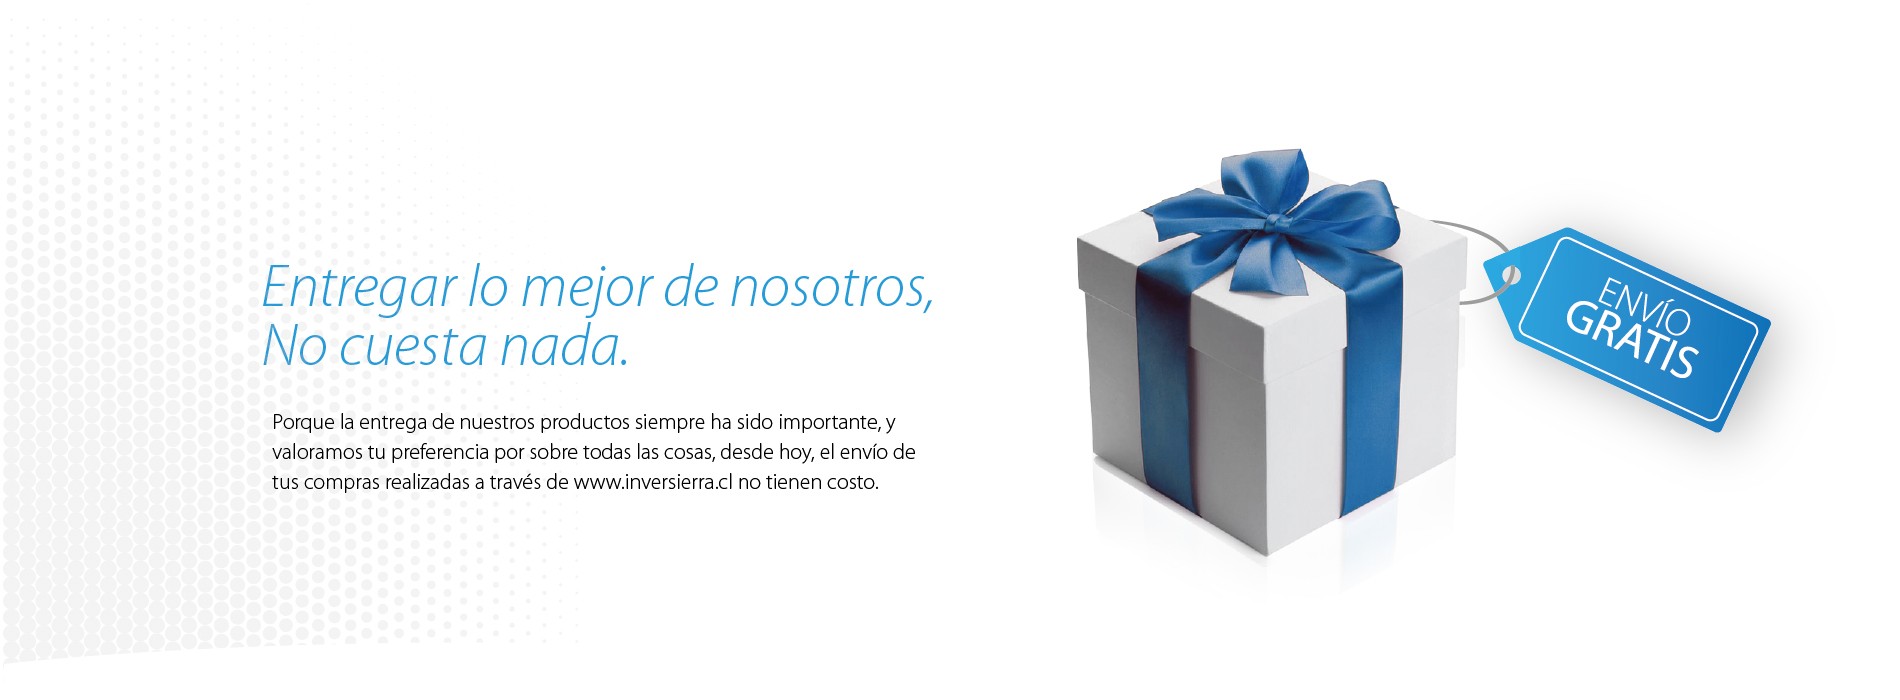 Entregar lo mejor de nosotros,
No cuesta nada.
Porque la entrega de nuestros productos siempre ha sido importante, y
valoramos tu preferencia por sobre todas las cosas, desde hoy, el envío de
tus compras realizadas a través de www.inversierra.cl no tienen costo.
ENVÍO
GRATIS